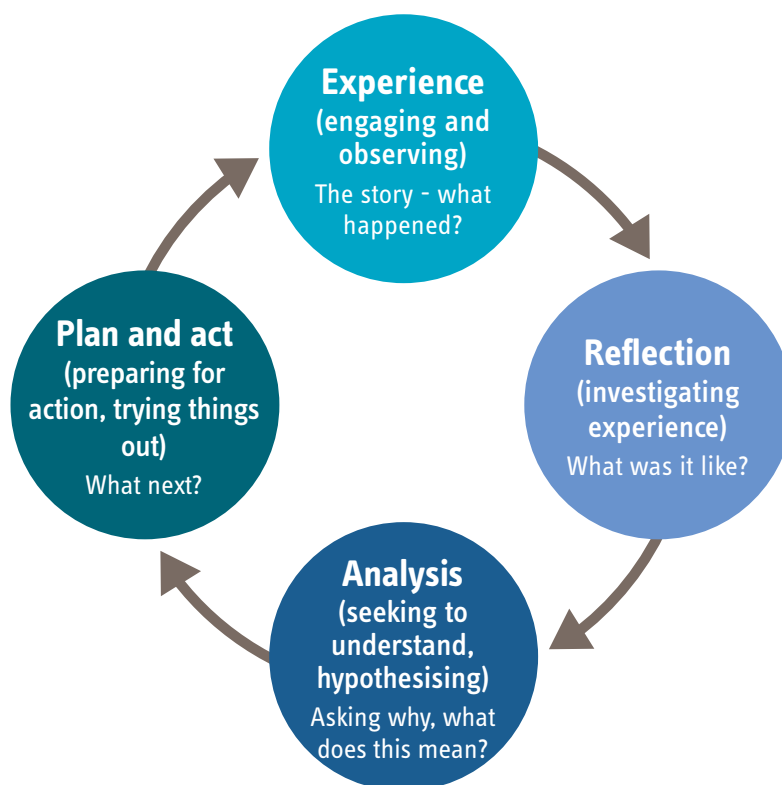 Experience
(engaging and
observing)
The story - what
happened?
Reflection
(investigating
experience)
What was it like?
Analysis
(seeking to
understand,
hypothesising)
Asking why, what
does this mean?
Plan and act
(preparing for
action, trying things
out)
What next?